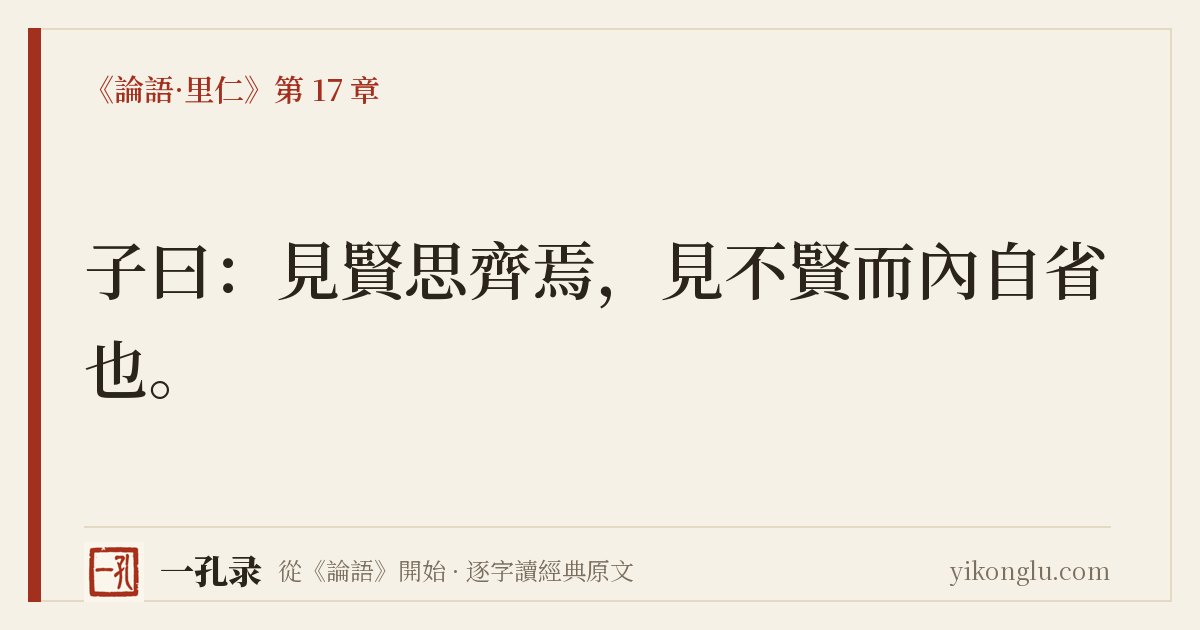 《論語·里仁》第 17 章
子曰：見賢思齊焉，見不賢而內自省
也。
一孔
一孔录 從《論語》開始 · 逐字讀經典原文 yikonglu.com